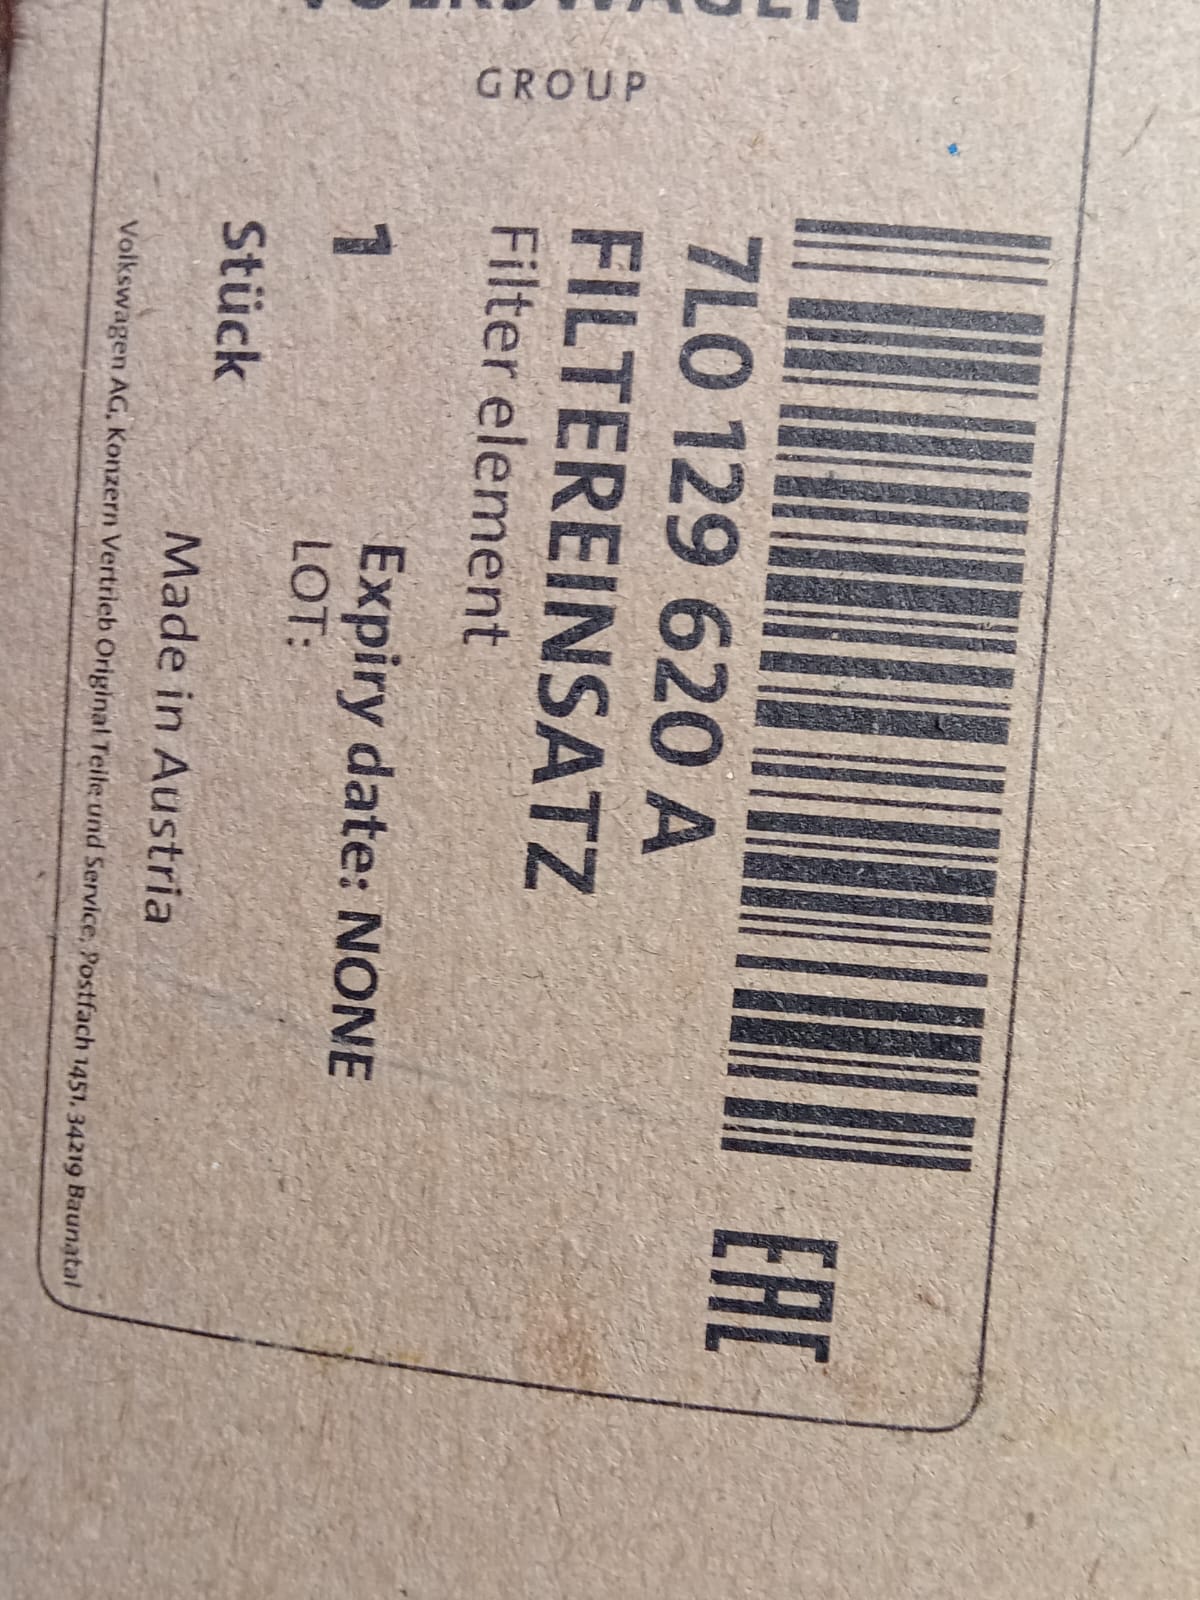 VOLKSWAGEN
GROUP
7L0 129 620 A
FILTEREINSATZ
Filter element
1
Expiry date: NONE
LOT:
Stück
Made in Austria
Volkswagen AG, Konzern Vertrieb Original Teile und Service, Postfach 1451, 34219 Baunatal
EAC